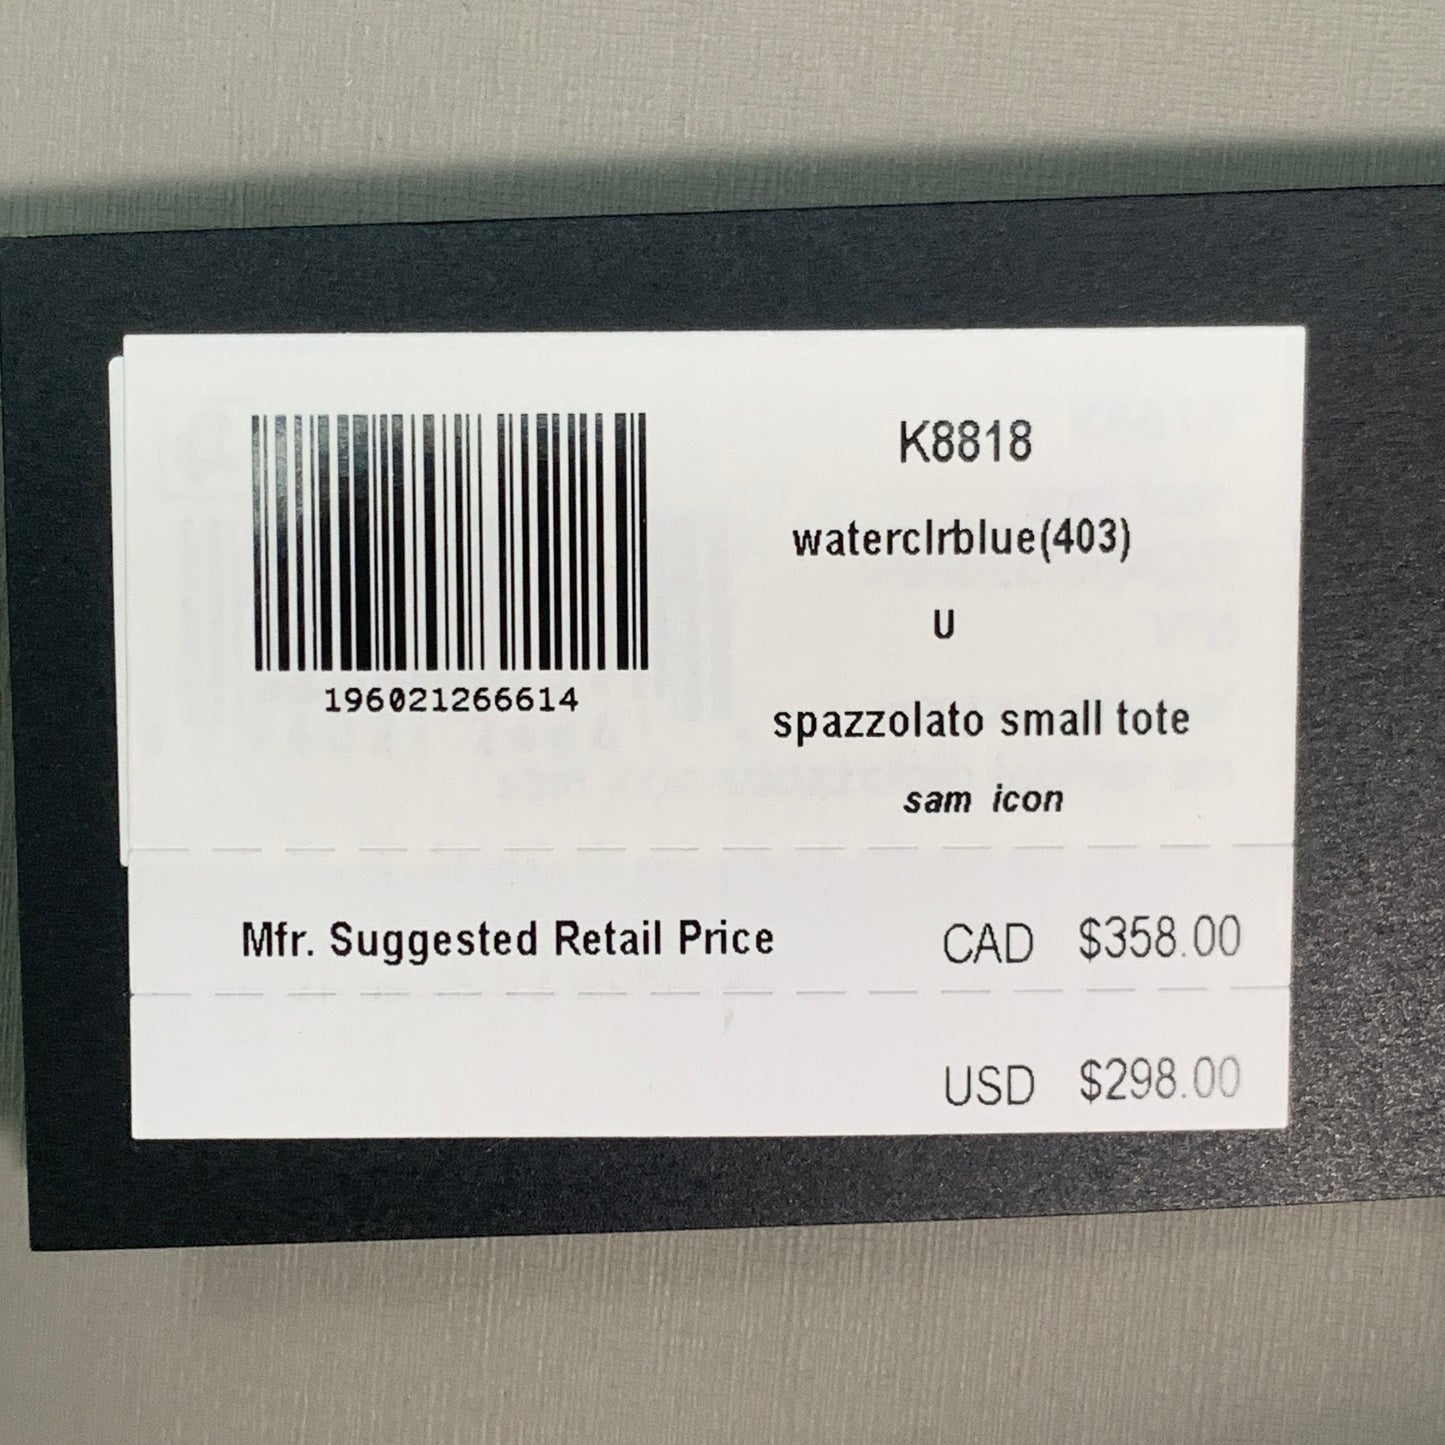 K8818
waterclrblue(403)
U
196021266614
spazzolato small tote
sam icon
Mfr. Suggested Retail Price CAD $358.00
USD $298.00